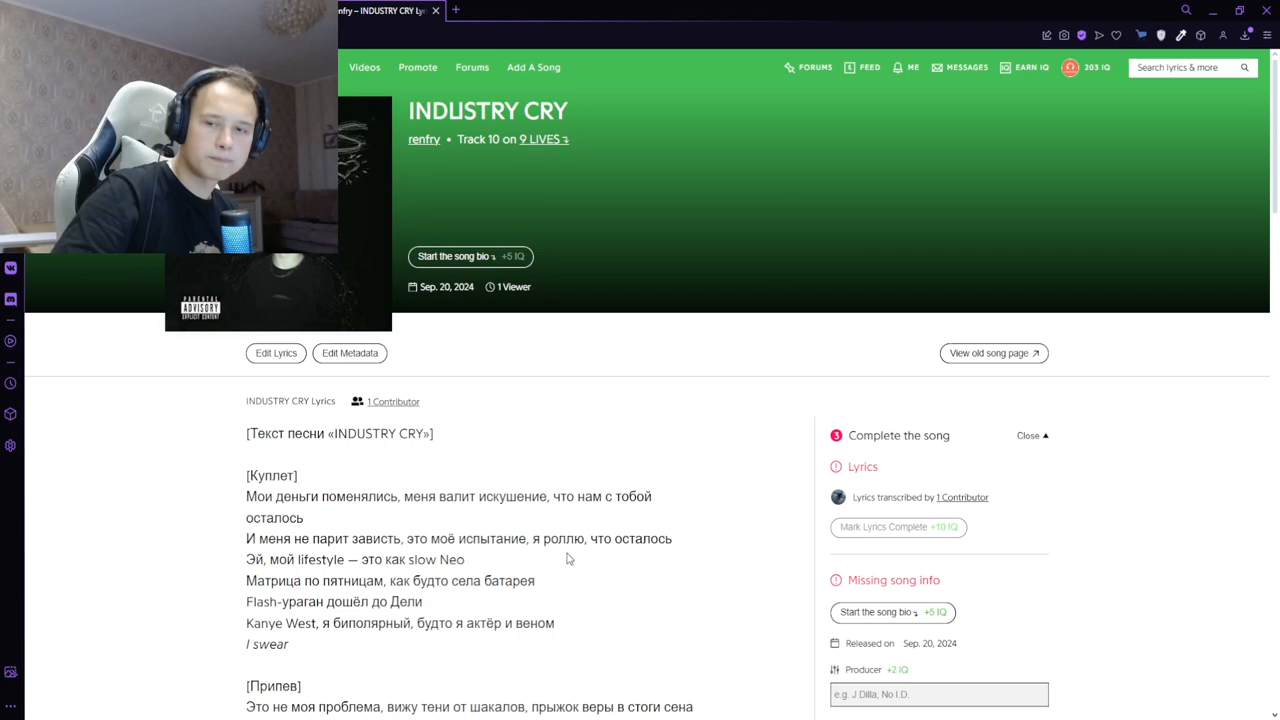 nfry – INDUSTRY CRY Lyr
Videos
Promote
Forums
Add A Song
FORUMS
FEED
ME
MESSAGES
EARN IQ
203 IQ
Search lyrics & more
INDUSTRY CRY
renfry • Track 10 on 9 LIVES
Start the song bio +5 IQ
Sep. 20, 2024
1 Viewer
PARENTAL
ADVISORY
EXPLICIT CONTENT
Edit Lyrics
Edit Metadata
View old song page
INDUSTRY CRY Lyrics
1 Contributor
[Текст песни «INDUSTRY CRY»]
[Куплет]
Мои деньги поменялись, меня валит искушение, что нам с тобой
осталось
И меня не парит зависть, это моё испытание, я роллю, что осталось
Эй, мой lifestyle — это как slow Neo
Матрица по пятницам, как будто села батарея
Flash-ураган дошёл до Дели
Kanye West, я биполярный, будто я актёр и веном
I swear
[Припев]
Это не моя проблема, вижу тени от шакалов, прыжок веры в стоги сена
3 Complete the song
Close
Lyrics
Lyrics transcribed by 1 Contributor
Mark Lyrics Complete +10 IQ
Missing song info
Start the song bio +5 IQ
Released on Sep. 20, 2024
Producer +2 IQ
e.g. J Dilla, No I.D.